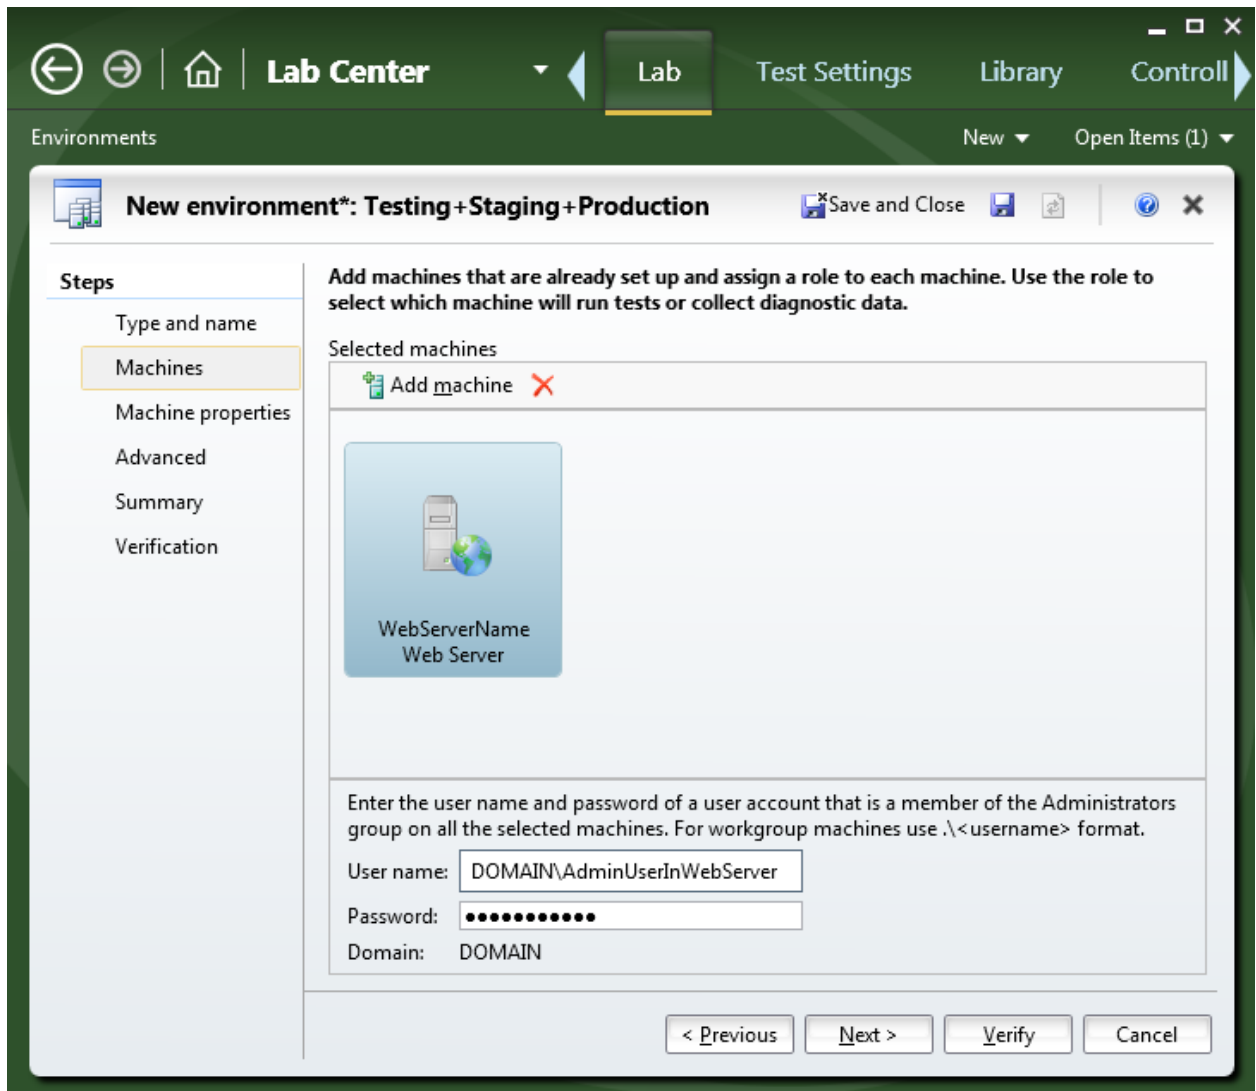 Lab Center
Lab
Test Settings
Library
Controll
Environments
New
Open Items (1)
New environment*: Testing+Staging+Production
Save and Close
Steps
Type and name
Machines
Machine properties
Advanced
Summary
Verification
Add machines that are already set up and assign a role to each machine. Use the role to
select which machine will run tests or collect diagnostic data.
Selected machines
Add machine
WebServerName
Web Server
Enter the user name and password of a user account that is a member of the Administrators
group on all the selected machines. For workgroup machines use .\<username> format.
User name: DOMAIN\AdminUserInWebServer
Password: ●●●●●●●●●●●
Domain: DOMAIN
< Previous
Next >
Verify
Cancel